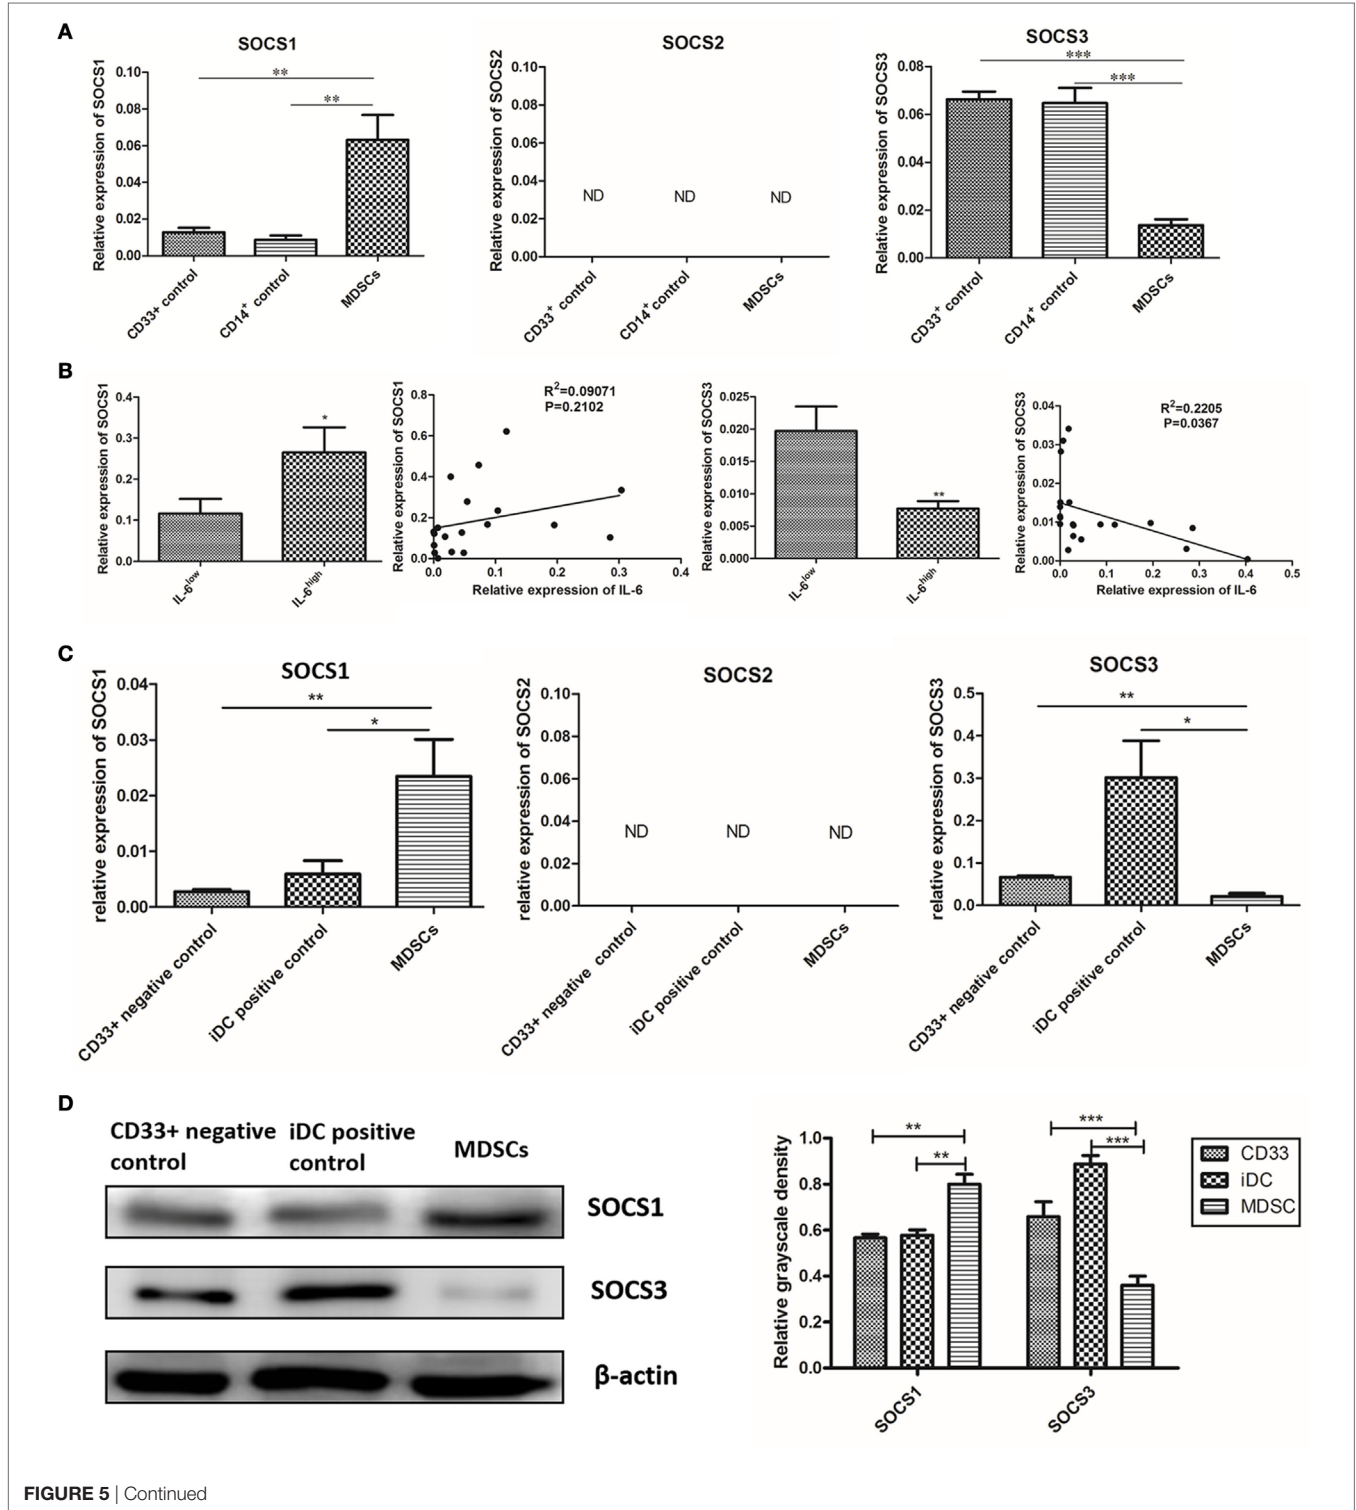 A
SOCS1
Relative expression of SOCS1
0.10
0.08
0.06
0.04
0.02
0.00
**
**
CD33+ control
CD14+ control
MDSCs
SOCS2
Relative expression of SOCS2
0.10
0.08
0.06
0.04
0.02
0.00
ND
ND
ND
CD33+ control
CD14+ control
MDSCs
SOCS3
Relative expression of SOCS3
0.08
0.06
0.04
0.02
0.00
***
***
CD33+ control
CD14+ control
MDSCs
B
Relative expression of SOCS1
0.4
0.3
0.2
0.1
0.0
*
IL-6low
IL-6high
Relative expression of SOCS1
0.8
0.6
0.4
0.2
0.0
R2=0.09071
P=0.2102
0.0 0.1 0.2 0.3 0.4
Relative expression of IL-6
Relative expression of SOCS3
0.025
0.020
0.015
0.010
0.005
0.000
**
IL-6low
IL-6high
Relative expression of SOCS3
0.04
0.03
0.02
0.01
0.00
R2=0.2205
P=0.0367
0.0 0.1 0.2 0.3 0.4 0.5
Relative expression of IL-6
C
SOCS1
relative expression of SOCS1
0.04
0.03
0.02
0.01
0.00
**
*
CD33+ negative control
iDC positive control
MDSCs
SOCS2
relative expression of SOCS2
0.10
0.08
0.06
0.04
0.02
0.00
ND
ND
ND
CD33+ negative control
iDC positive control
MDSCs
SOCS3
relative expression of SOCS3
0.5
0.4
0.3
0.2
0.1
0.0
**
*
CD33+ negative control
iDC positive control
MDSCs
D
CD33+ negative control
iDC positive control
MDSCs
SOCS1
SOCS3
β-actin
Relative grayscale density
1.0
0.8
0.6
0.4
0.2
0.0
**
**
***
***
SOCS1
SOCS3
CD33
iDC
MDSC
FIGURE 5 | Continued